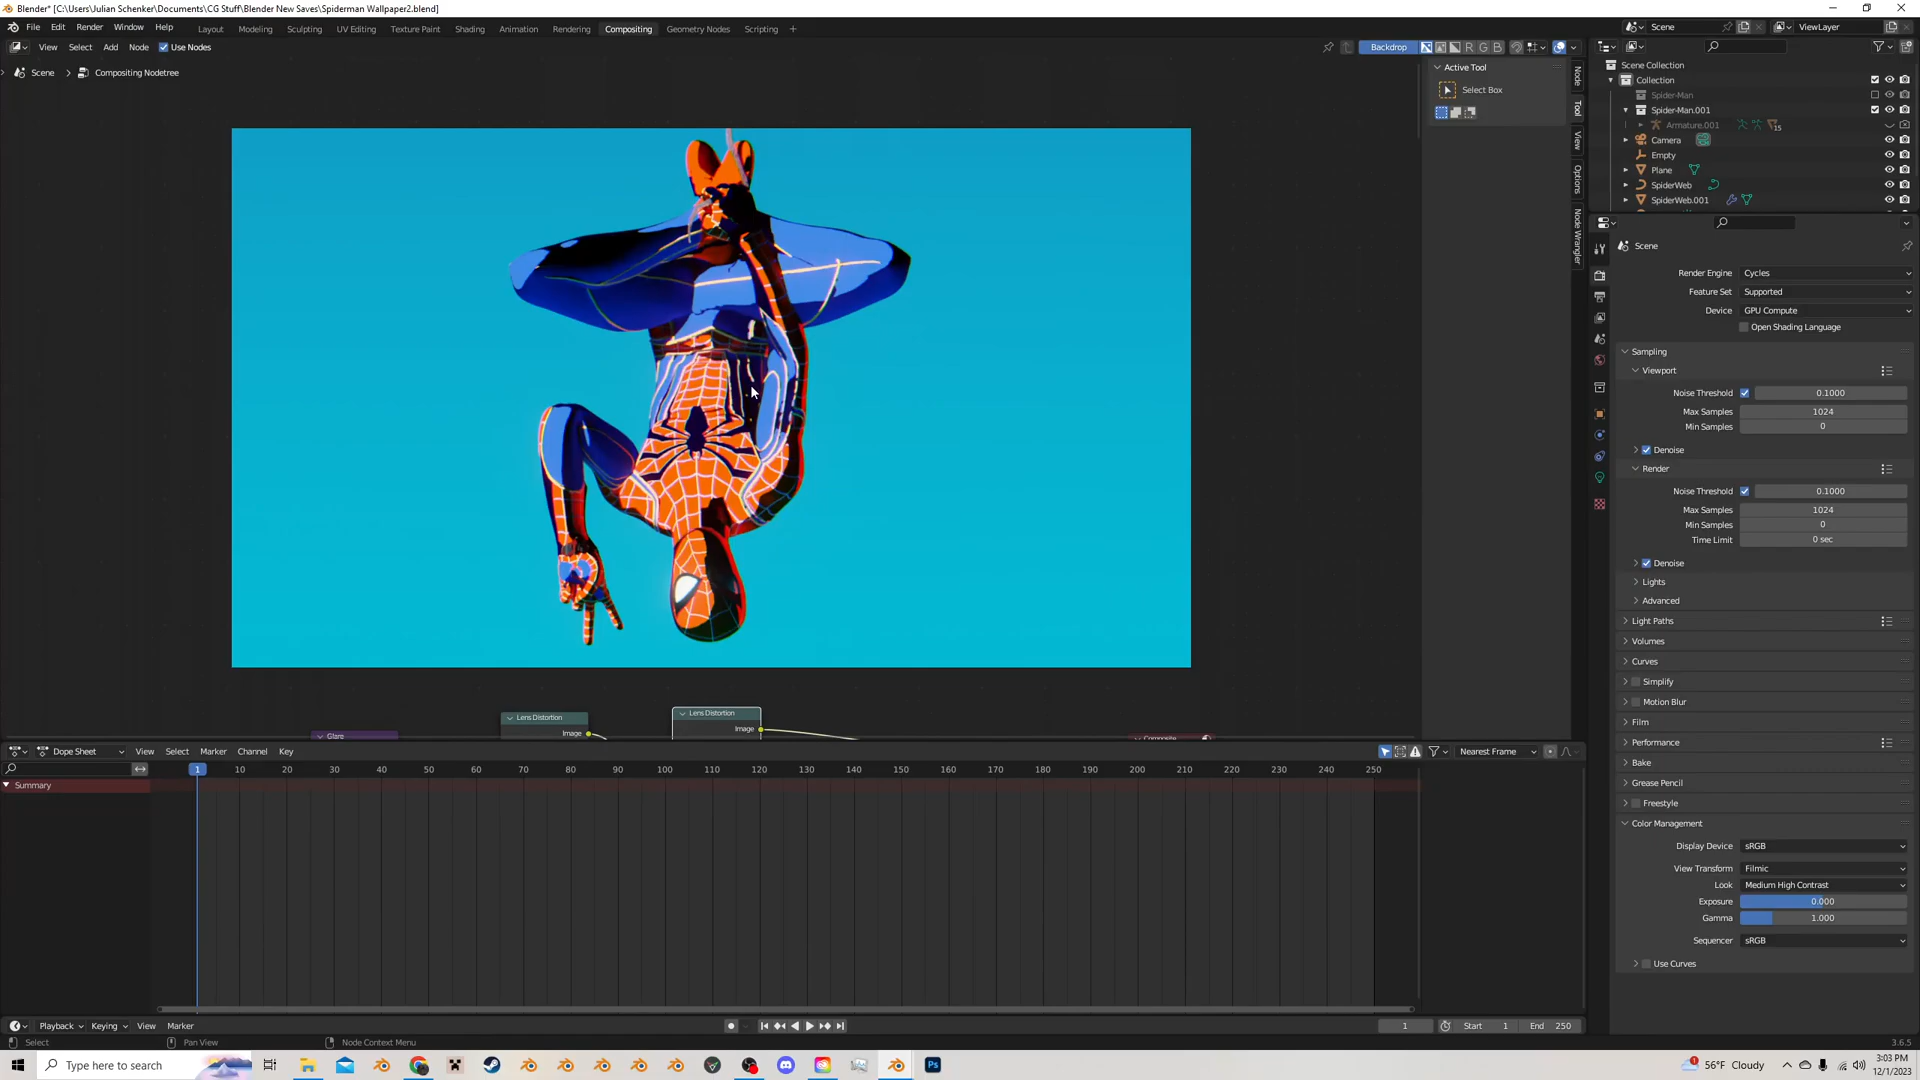 Blender* [C:\Users\Julian Schenker\Documents\CG Stuff\Blender New Saves\Spiderman Wallpaper2.blend]
File Edit Render Window Help Layout Modeling Sculpting UV Editing Texture Paint Shading Animation Rendering Compositing Geometry Nodes Scripting + Scene ViewLayer
View Select Add Node Use Nodes Backdrop R G B
Scene > Compositing Nodetree
Active Tool
Select Box
Node
Tool
View
Options
Node Wrangler
Scene Collection
Collection
Spider-Man
Spider-Man.001
Armature.001 15
Camera
Empty
Plane
SpiderWeb
SpiderWeb.001
Scene
Render Engine Cycles
Feature Set Supported
Device GPU Compute
Open Shading Language
Sampling
Viewport
Noise Threshold 0.1000
Max Samples 1024
Min Samples 0
Denoise
Render
Noise Threshold 0.1000
Max Samples 1024
Min Samples 0
Time Limit 0 sec
Denoise
Lights
Advanced
Light Paths
Volumes
Curves
Simplify
Motion Blur
Film
Performance
Bake
Grease Pencil
Freestyle
Color Management
Display Device sRGB
View Transform Filmic
Look Medium High Contrast
Exposure 0.000
Gamma 1.000
Sequencer sRGB
Use Curves
Lens Distortion
Image
Lens Distortion
Image
Glare
Composite
Dope Sheet View Select Marker Channel Key Nearest Frame
1 10 20 30 40 50 60 70 80 90 100 110 120 130 140 150 160 170 180 190 200 210 220 230 240 250
Summary
Playback Keying View Marker 1 Start 1 End 250
Select Pan View Node Context Menu 3.6.5
Type here to search Ps 1 56°F Cloudy 3:03 PM
12/1/2023